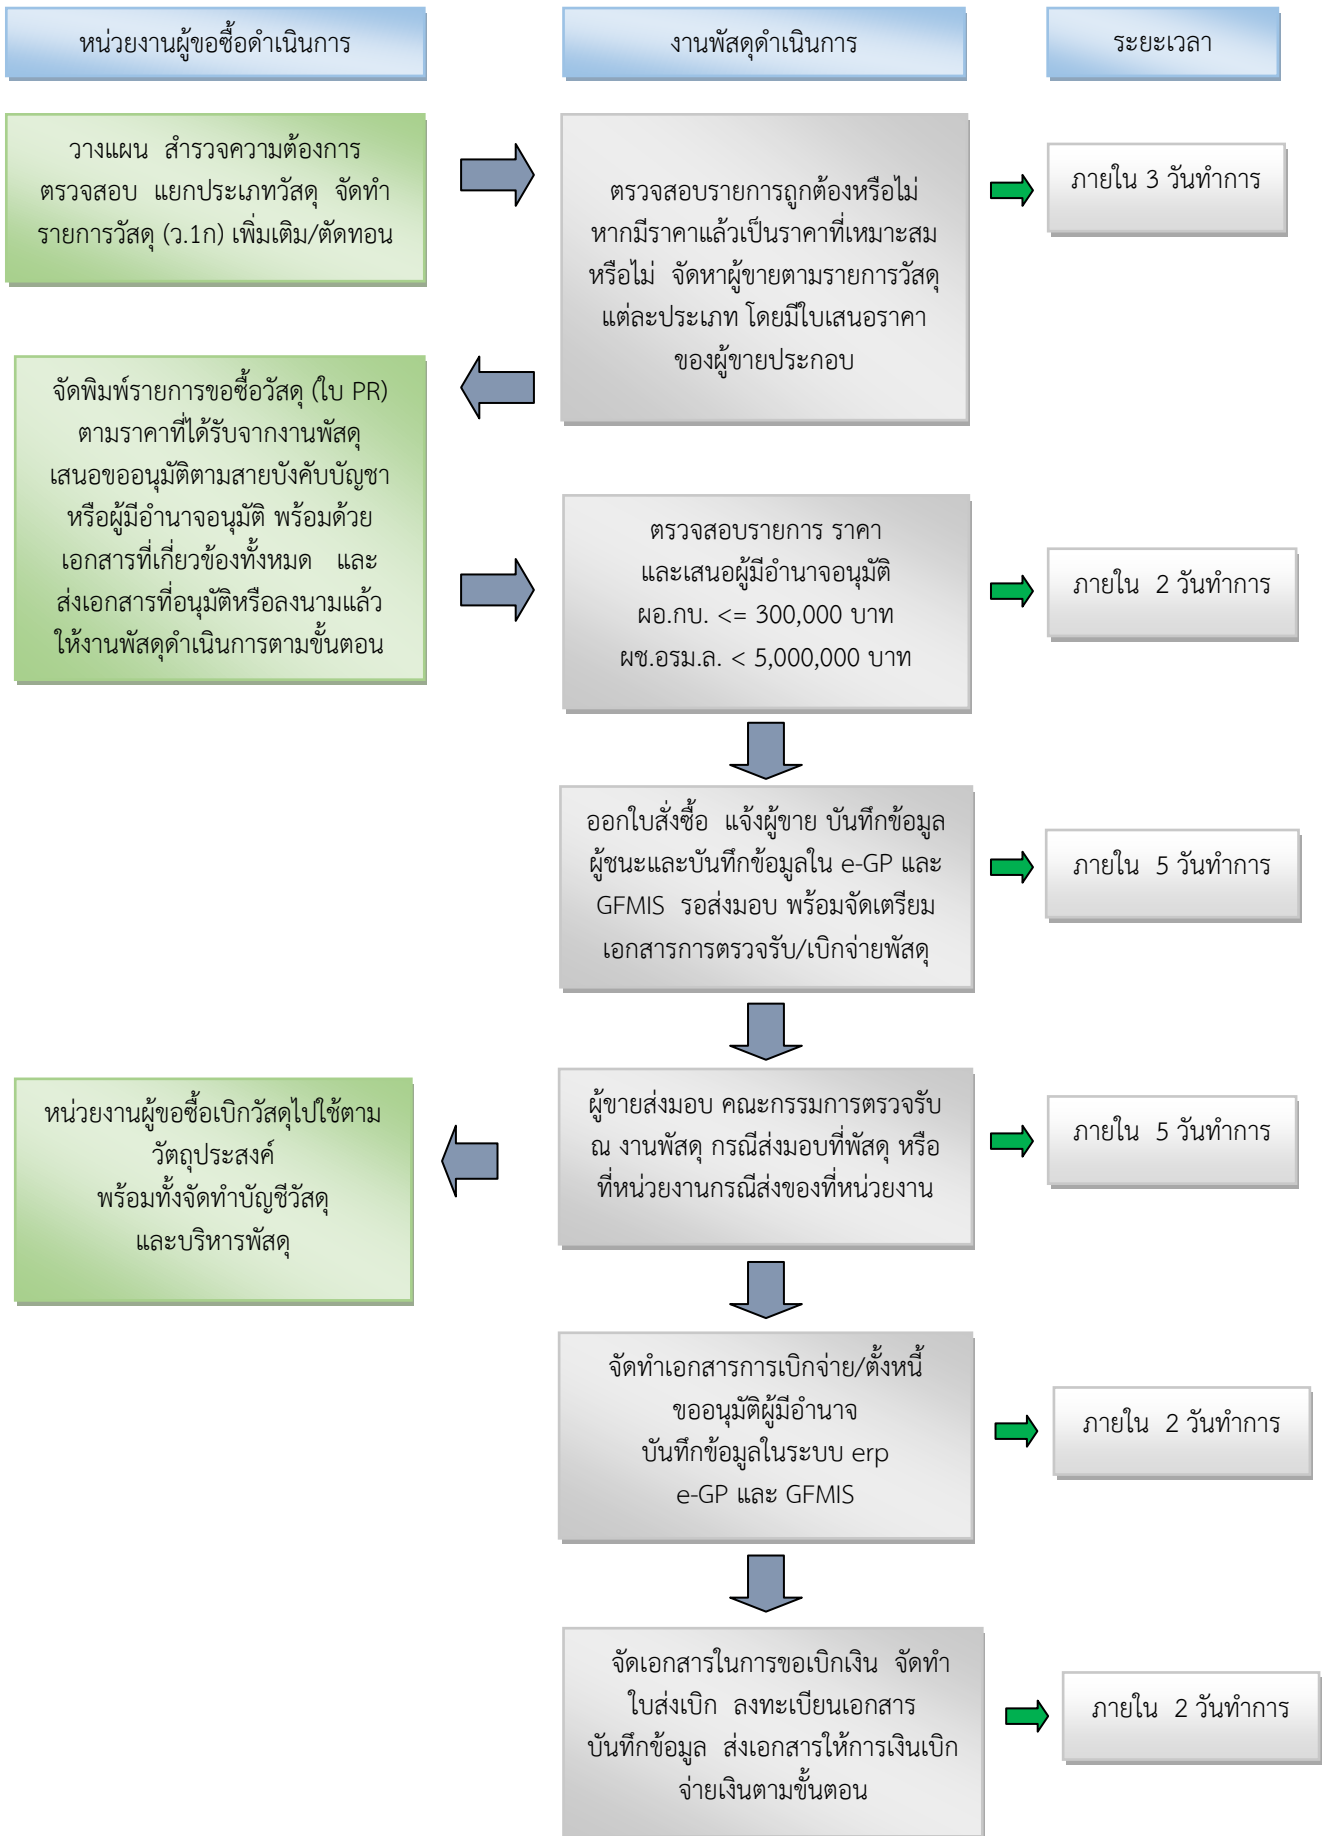 หน่วยงานผู้ขอซื้อดำเนินการ
งานพัสดุดำเนินการ
ระยะเวลา
วางแผน สำรวจความต้องการ
ตรวจสอบ แยกประเภทวัสดุ จัดทำ
รายการวัสดุ (ว.1ก) เพิ่มเติม/ตัดทอน
ตรวจสอบรายการถูกต้องหรือไม่
หากมีราคาแล้วเป็นราคาที่เหมาะสม
หรือไม่ จัดหาผู้ขายตามรายการวัสดุ
แต่ละประเภท โดยมีใบเสนอราคา
ของผู้ขายประกอบ
ภายใน 3 วันทำการ
จัดพิมพ์รายการขอซื้อวัสดุ (ใบ PR)
ตามราคาที่ได้รับจากงานพัสดุ
เสนอขออนุมัติตามสายบังคับบัญชา
หรือผู้มีอำนาจอนุมัติ พร้อมด้วย
เอกสารที่เกี่ยวข้องทั้งหมด และ
ส่งเอกสารที่อนุมัติหรือลงนามแล้ว
ให้งานพัสดุดำเนินการตามขั้นตอน
ตรวจสอบรายการ ราคา
และเสนอผู้มีอำนาจอนุมัติ
ผอ.กบ. <= 300,000 บาท
ผช.อรม.ล. < 5,000,000 บาท
ภายใน 2 วันทำการ
ออกใบสั่งซื้อ แจ้งผู้ขาย บันทึกข้อมูล
ผู้ชนะและบันทึกข้อมูลใน e-GP และ
GFMIS รอส่งมอบ พร้อมจัดเตรียม
เอกสารการตรวจรับ/เบิกจ่ายพัสดุ
ภายใน 5 วันทำการ
หน่วยงานผู้ขอซื้อเบิกวัสดุไปใช้ตาม
วัตถุประสงค์
พร้อมทั้งจัดทำบัญชีวัสดุ
และบริหารพัสดุ
ผู้ขายส่งมอบ คณะกรรมการตรวจรับ
ณ งานพัสดุ กรณีส่งมอบที่พัสดุ หรือ
ที่หน่วยงานกรณีส่งของที่หน่วยงาน
ภายใน 5 วันทำการ
จัดทำเอกสารการเบิกจ่าย/ตั้งหนี้
ขออนุมัติผู้มีอำนาจ
บันทึกข้อมูลในระบบ erp
e-GP และ GFMIS
ภายใน 2 วันทำการ
จัดเอกสารในการขอเบิกเงิน จัดทำ
ใบส่งเบิก ลงทะเบียนเอกสาร
บันทึกข้อมูล ส่งเอกสารให้การเงินเบิก
จ่ายเงินตามขั้นตอน
ภายใน 2 วันทำการ